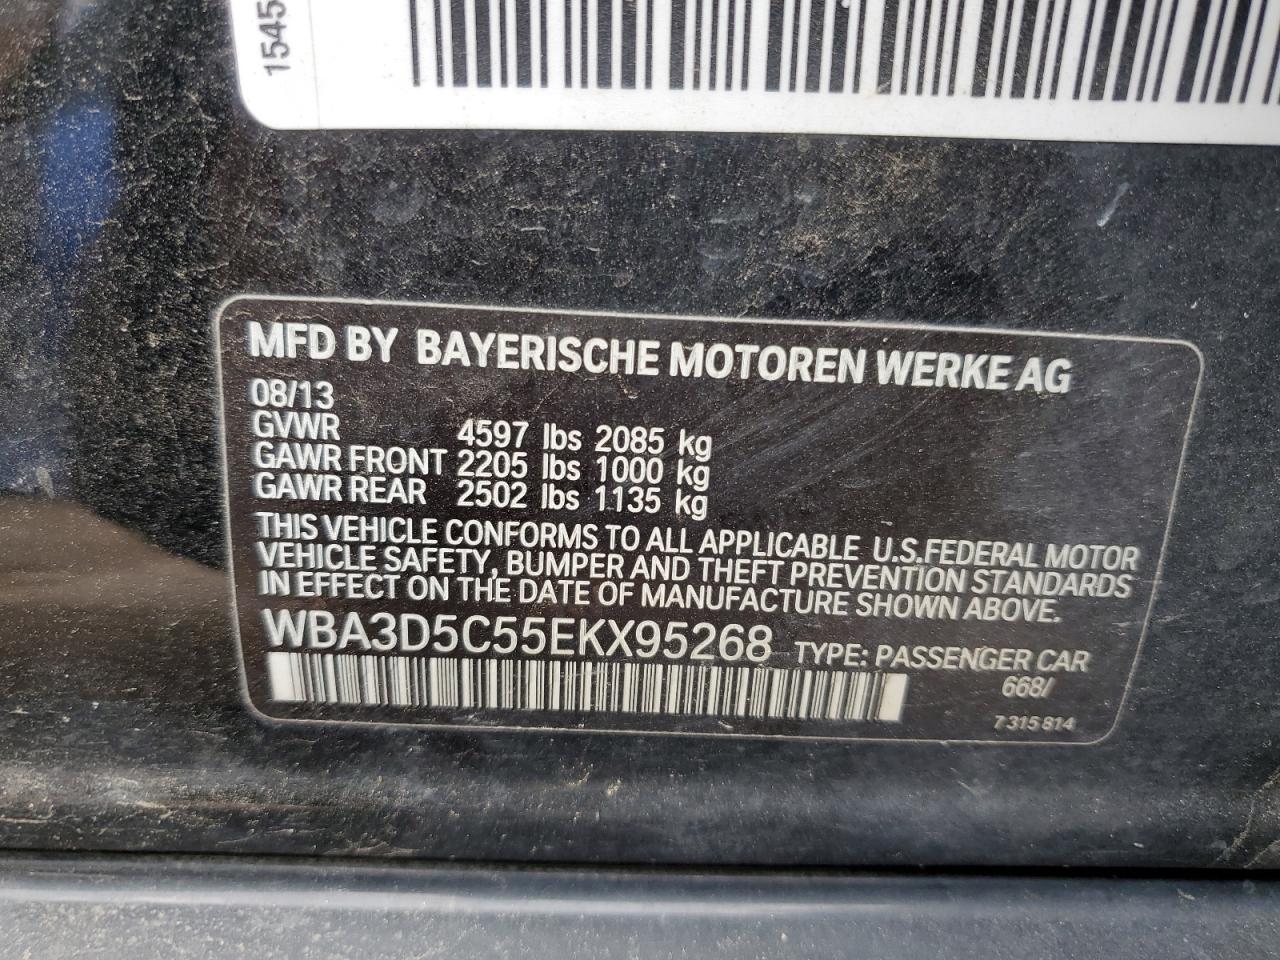 1545
MFD BY BAYERISCHE MOTOREN WERKE AG
08/13
GVWR 4597 lbs 2085 kg
GAWR FRONT 2205 lbs 1000 kg
GAWR REAR 2502 lbs 1135 kg
THIS VEHICLE CONFORMS TO ALL APPLICABLE U.S.FEDERAL MOTOR
VEHICLE SAFETY, BUMPER AND THEFT PREVENTION STANDARDS
IN EFFECT ON THE DATE OF MANUFACTURE SHOWN ABOVE.
WBA3D5C55EKX95268 TYPE: PASSENGER CAR
668/
7 315 814